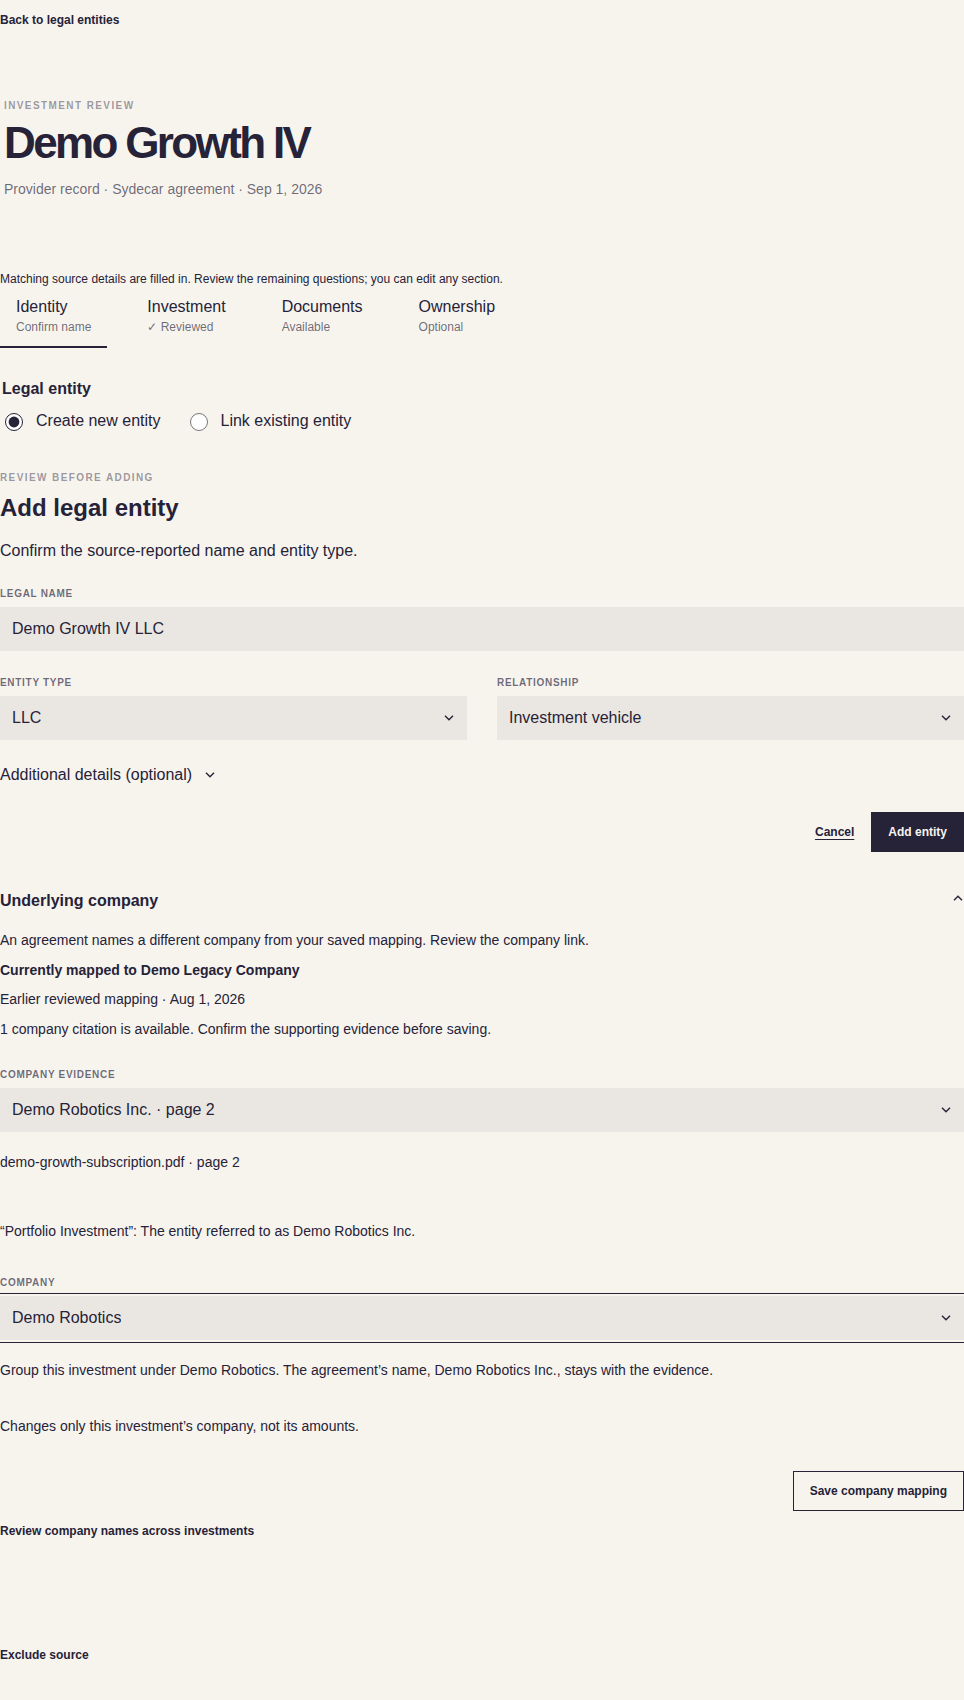 Back to legal entities
INVESTMENT REVIEW
Demo Growth IV
Provider record · Sydecar agreement · Sep 1, 2026
Matching source details are filled in. Review the remaining questions; you can edit any section.
Identity Investment Documents Ownership
Confirm name ✓ Reviewed Available Optional
Legal entity
Create new entity Link existing entity
REVIEW BEFORE ADDING
Add legal entity
Confirm the source-reported name and entity type.
LEGAL NAME
Demo Growth IV LLC
ENTITY TYPE RELATIONSHIP
LLC Investment vehicle
Additional details (optional)
Cancel Add entity
Underlying company
An agreement names a different company from your saved mapping. Review the company link.
Currently mapped to Demo Legacy Company
Earlier reviewed mapping · Aug 1, 2026
1 company citation is available. Confirm the supporting evidence before saving.
COMPANY EVIDENCE
Demo Robotics Inc. · page 2
demo-growth-subscription.pdf · page 2
“Portfolio Investment”: The entity referred to as Demo Robotics Inc.
COMPANY
Demo Robotics
Group this investment under Demo Robotics. The agreement’s name, Demo Robotics Inc., stays with the evidence.
Changes only this investment’s company, not its amounts.
Save company mapping
Review company names across investments
Exclude source